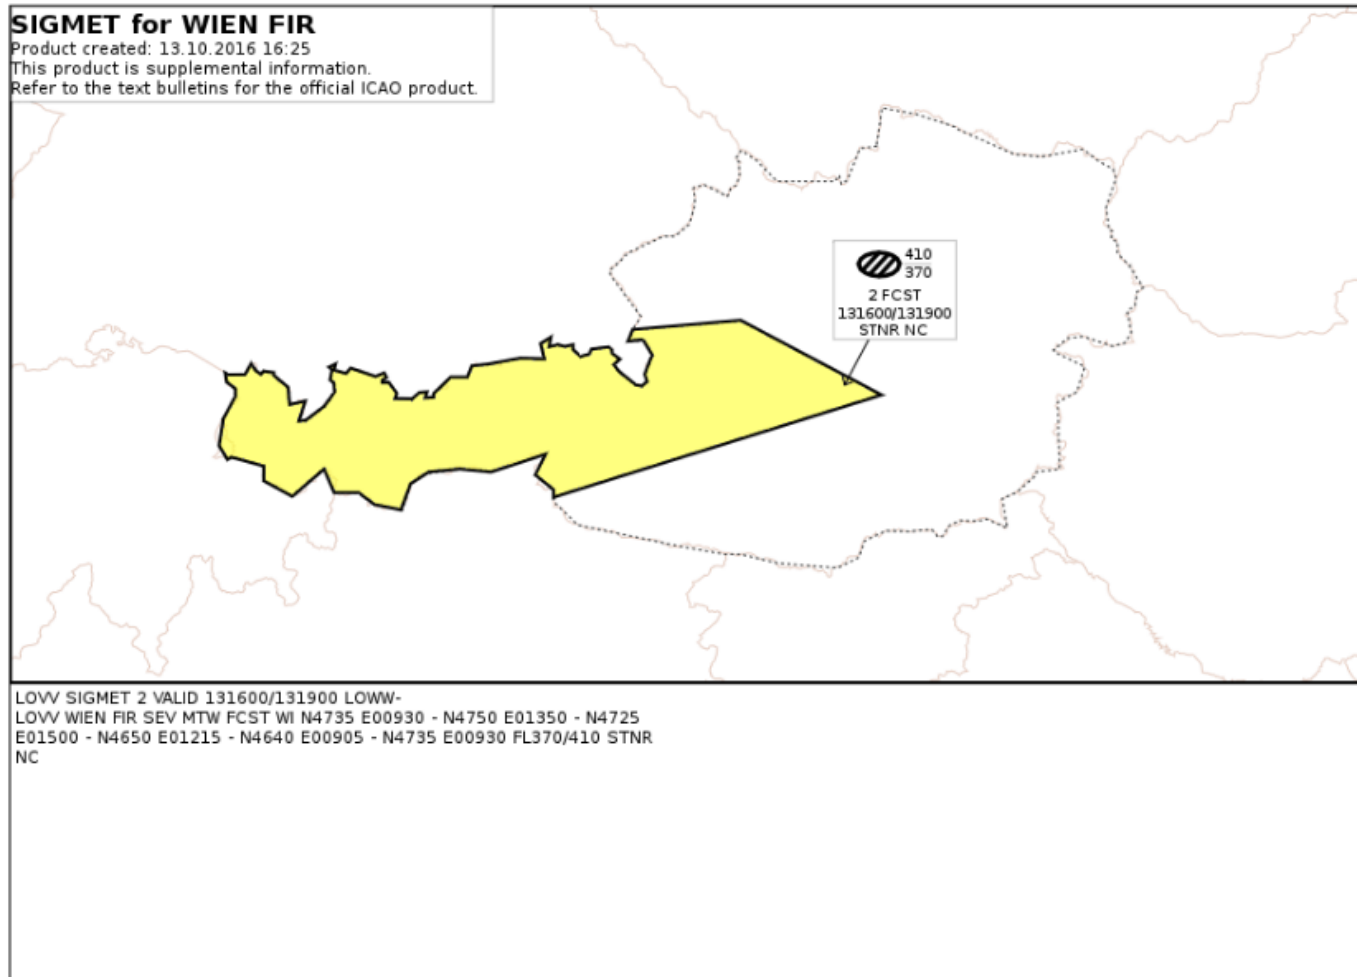 SIGMET for WIEN FIR
Product created: 13.10.2016 16:25
This product is supplemental information.
Refer to the text bulletins for the official ICAO product.
410
370
2 FCST
131600/131900
STNR NC
LOVV SIGMET 2 VALID 131600/131900 LOWW-
LOVV WIEN FIR SEV MTW FCST WI N4735 E00930 - N4750 E01350 - N4725
E01500 - N4650 E01215 - N4640 E00905 - N4735 E00930 FL370/410 STNR
NC